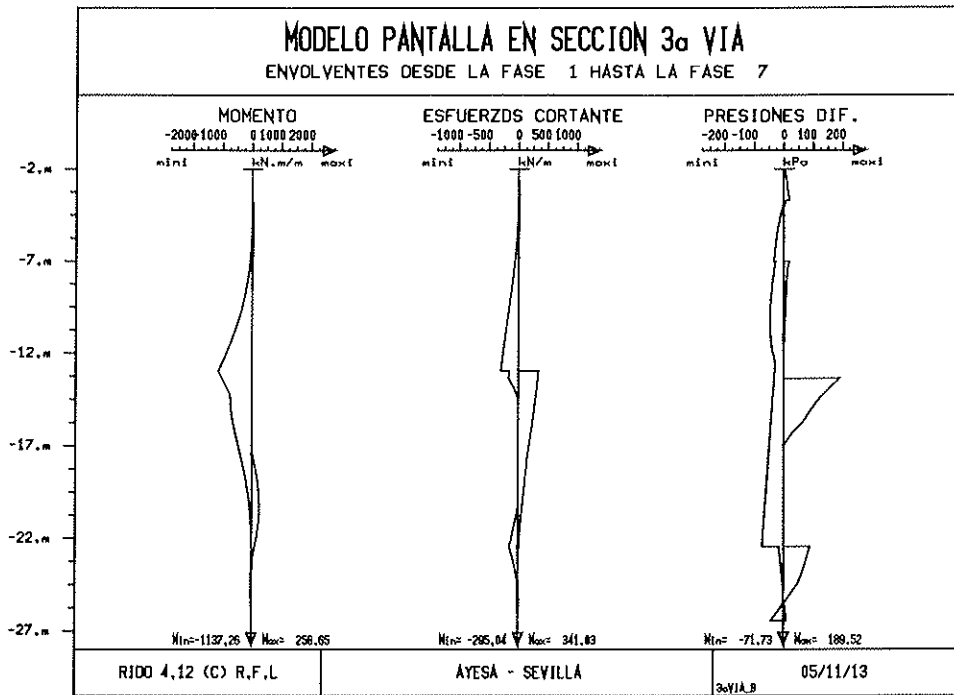 MODELO PANTALLA EN SECCION 3a VIA
ENVOLVENTES DESDE LA FASE 1 HASTA LA FASE 7
MOMENTO
-2000-1000 0 1000 2000
mini kN.m/m maxi
ESFUERZOS CORTANTE
-1000-500 0 500 1000
mini kN/m maxi
PRESIONES DIF.
-200-100 0 100 200
mini kPa maxi
-2.m
-7.m
-12.m
-17.m
-22.m
-27.m
Min=-1137.26 Max= 258.65
Min= -295.04 Max= 341.03
Min= -71.73 Max= 189.52
RIDO 4.12 (C) R.F.L
AYESA - SEVILLA
05/11/13
3aVIA_B